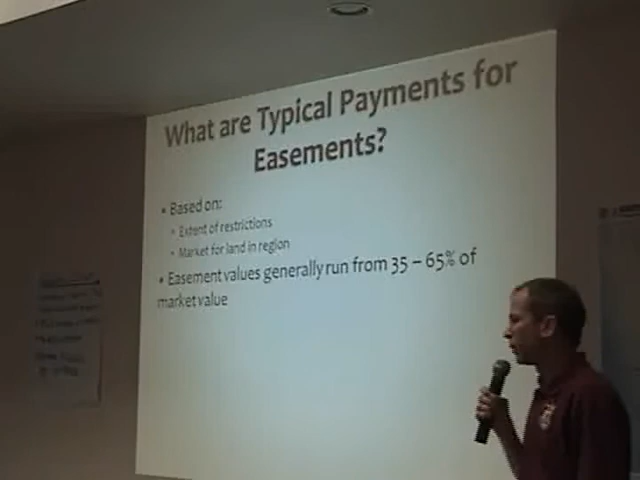 What are Typical Payments for
Easements?
• Based on:
• Extent of restrictions
• Market for land in region
• Easement values generally run from 35 – 65% of
market value